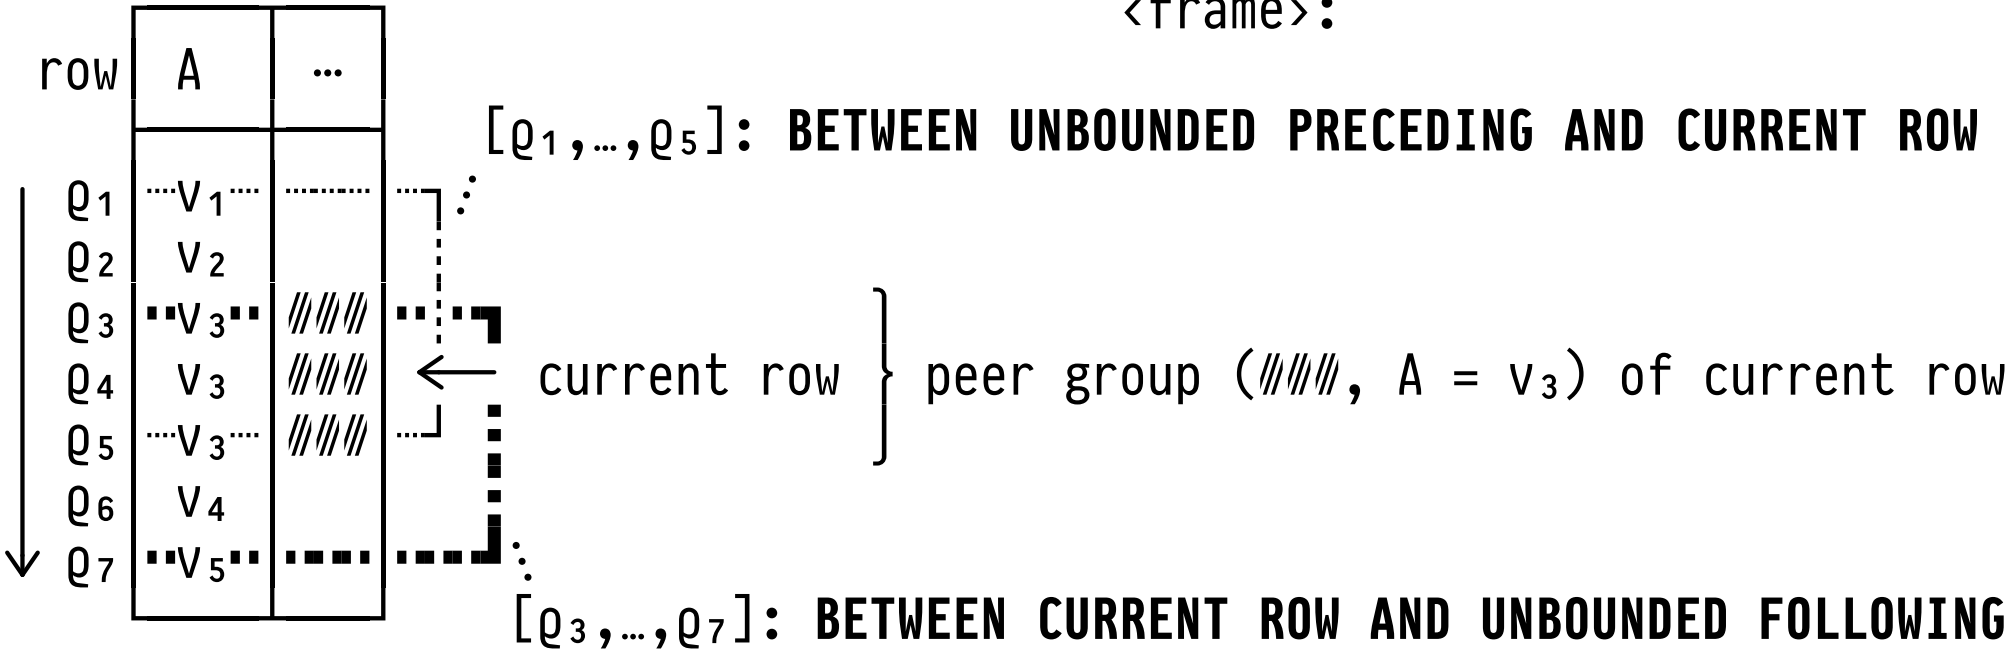 <frame>:
row A …
[ϱ₁,…,ϱ₅]: BETWEEN UNBOUNDED PRECEDING AND CURRENT ROW
ϱ₁ v₁
ϱ₂ v₂
ϱ₃ v₃
ϱ₄ v₃ current row peer group (///, A = v₃) of current row
ϱ₅ v₃
ϱ₆ v₄
ϱ₇ v₅
[ϱ₃,…,ϱ₇]: BETWEEN CURRENT ROW AND UNBOUNDED FOLLOWING